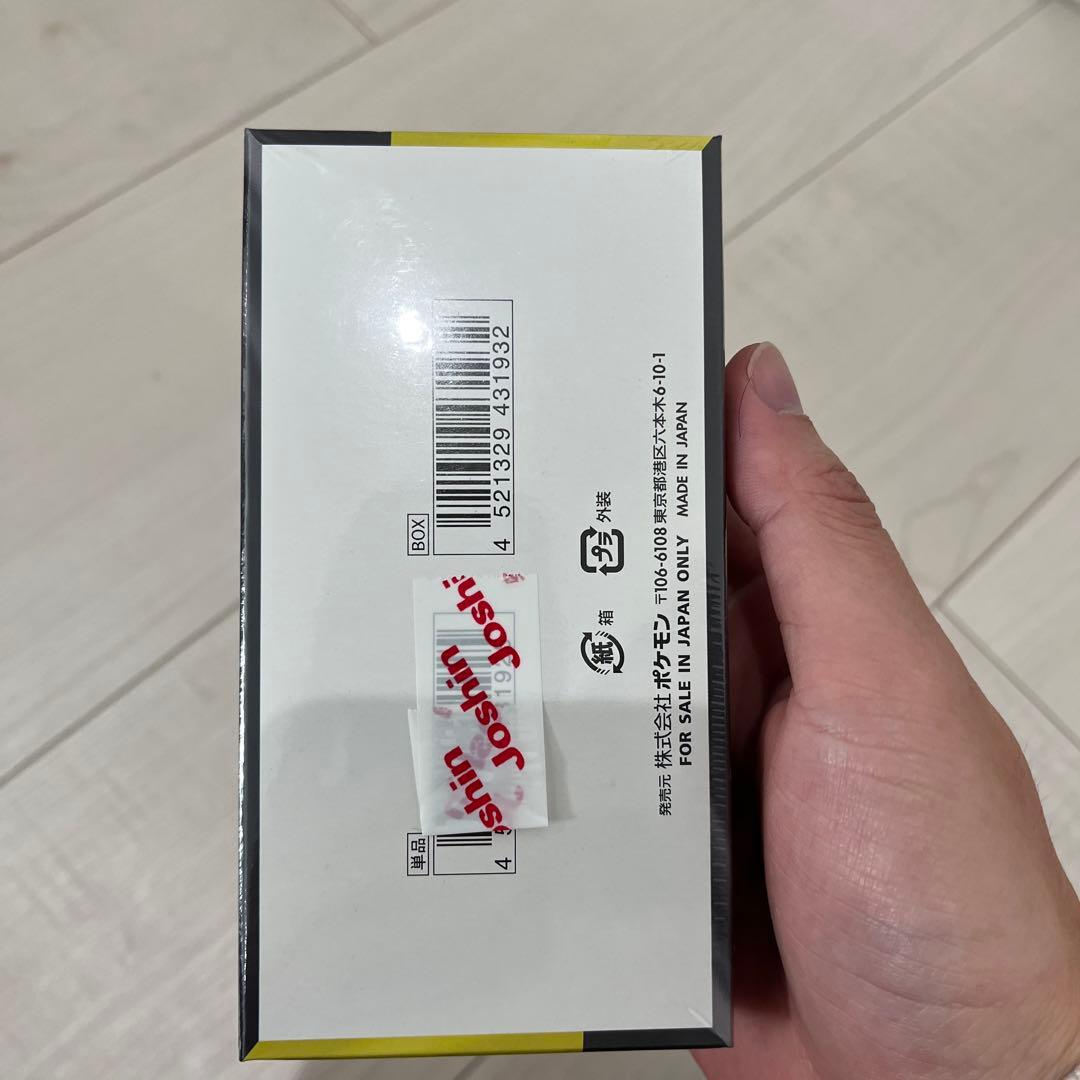 BOX
4 521329 431932
単品
4
Joshin
Joshin
紙 箱
プラ 外装
発売元 株式会社ポケモン 〒106-6108 東京都港区六本木6-10-1
FOR SALE IN JAPAN ONLY MADE IN JAPAN